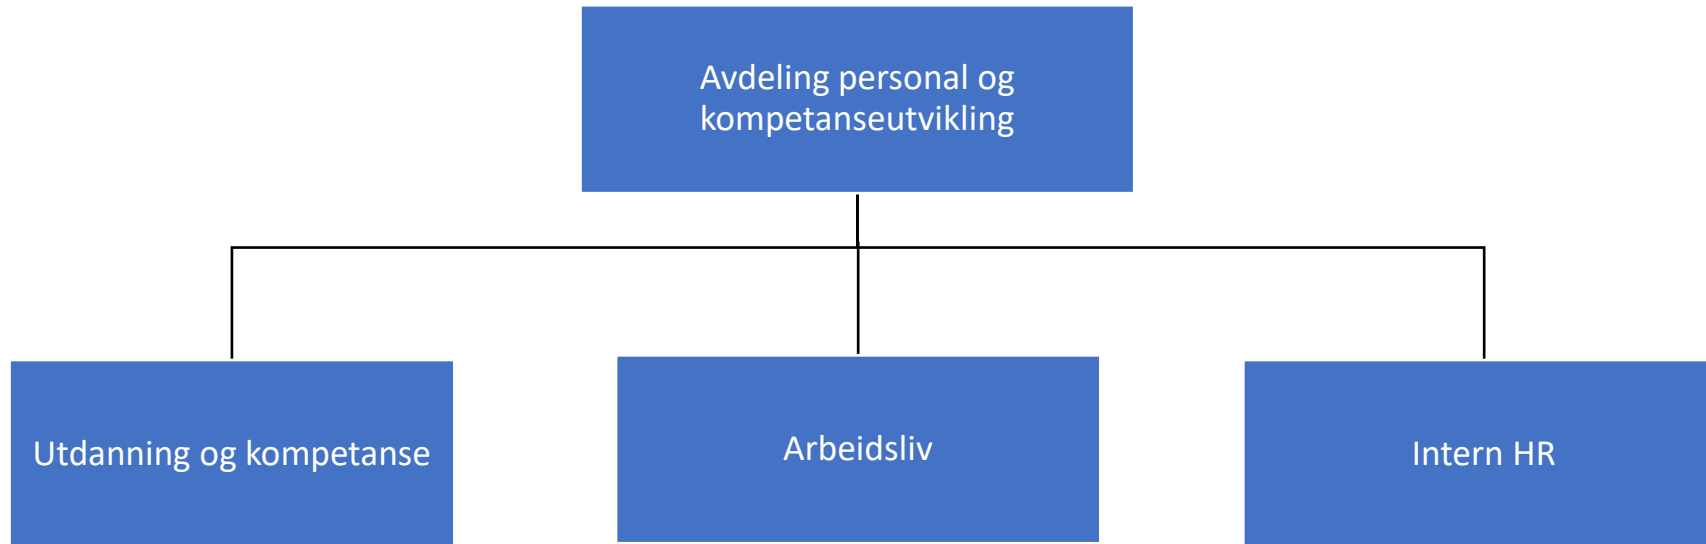 Avdeling personal og
kompetanseutvikling
Utdanning og kompetanse
Arbeidsliv
Intern HR